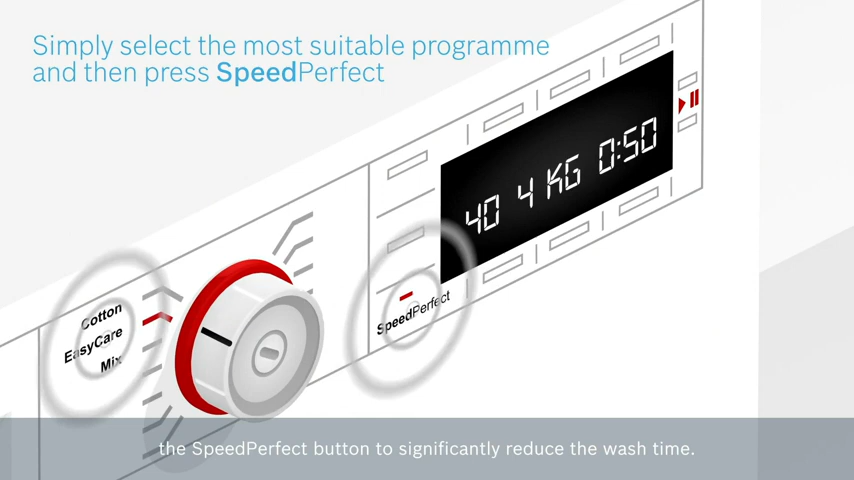 Simply select the most suitable programme
and then press SpeedPerfect
40 4 KG 0:50
Cotton
EasyCare
Mix
SpeedPerfect
the SpeedPerfect button to significantly reduce the wash time.